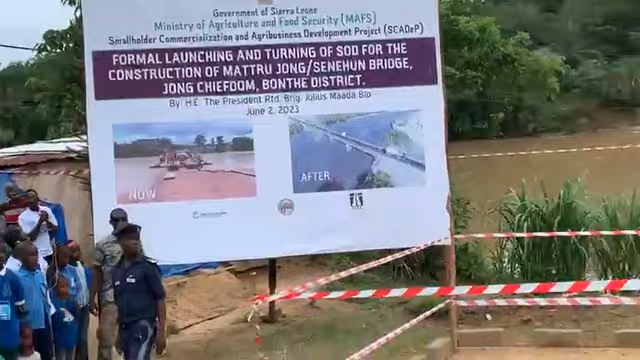 Government of Sierra Leone
Ministry of Agriculture and Food Security (MAFS)
Smallholder Commercialization and Agribusiness Development Project (SCADeP)
FORMAL LAUNCHING AND TURNING OF SOD FOR THE
CONSTRUCTION OF MATTRU JONG/SENEHUN BRIDGE,
JONG CHIEFDOM, BONTHE DISTRICT.
By: H.E. The President Rtd. Brig. Julius Maada Bio
June 2, 2023
NOW
AFTER